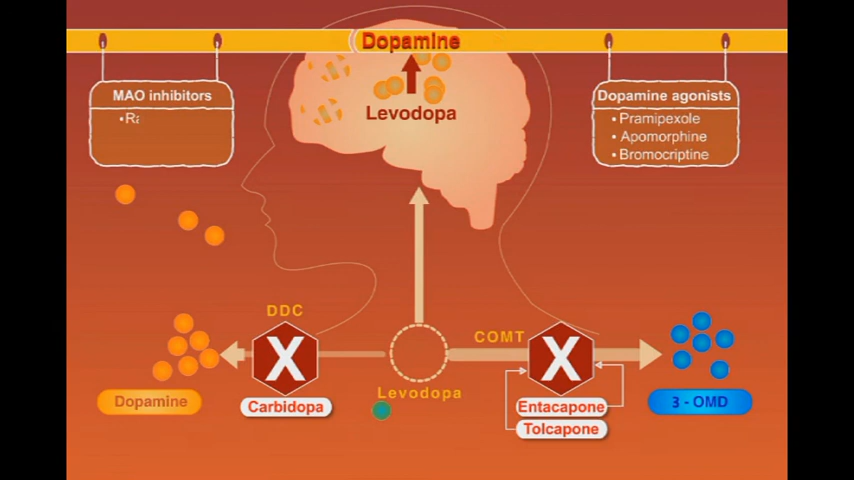 Dopamine
MAO inhibitors
Dopamine agonists
Levodopa
• Pramipexole
• Apomorphine
• Bromocriptine
DDC
COMT
X
X
Levodopa
Dopamine
Carbidopa
Entacapone
Tolcapone
3 - OMD